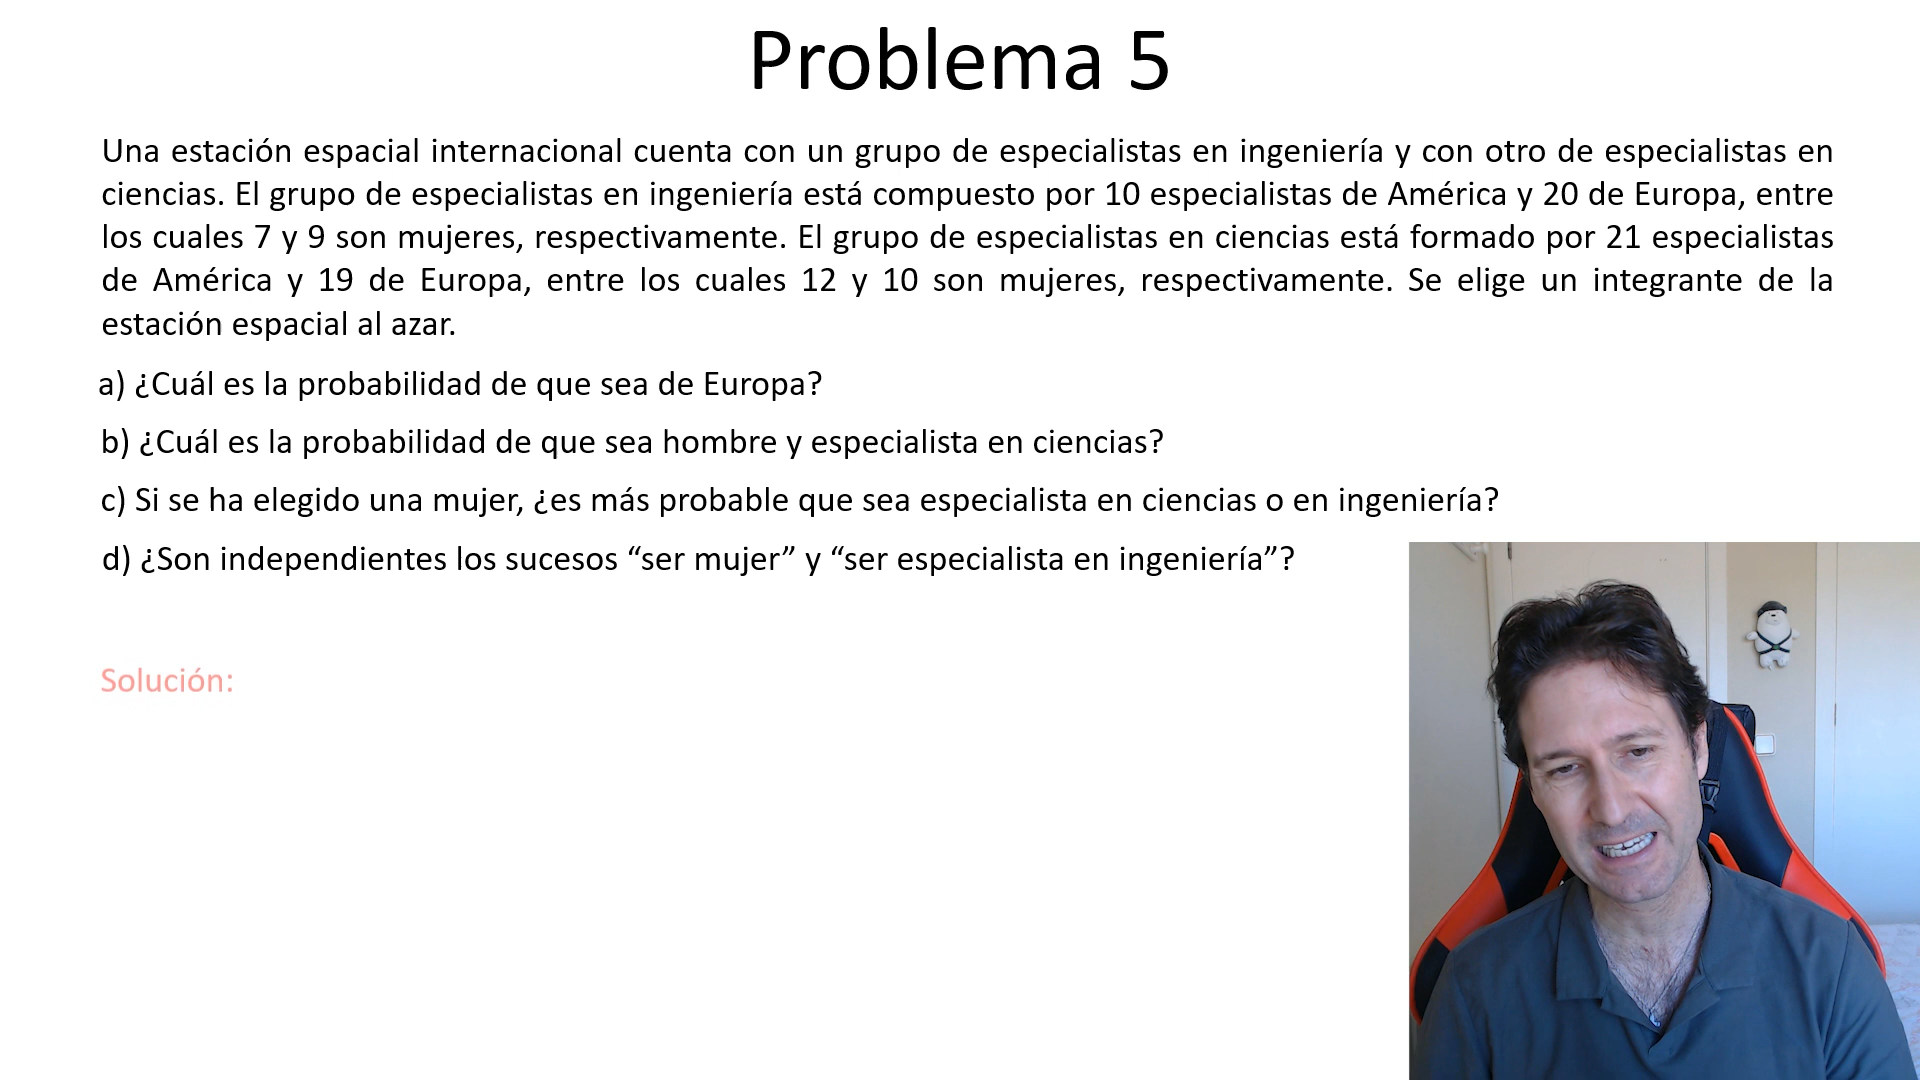 Problema 5
Una estación espacial internacional cuenta con un grupo de especialistas en ingeniería y con otro de especialistas en
ciencias. El grupo de especialistas en ingeniería está compuesto por 10 especialistas de América y 20 de Europa, entre
los cuales 7 y 9 son mujeres, respectivamente. El grupo de especialistas en ciencias está formado por 21 especialistas
de América y 19 de Europa, entre los cuales 12 y 10 son mujeres, respectivamente. Se elige un integrante de la
estación espacial al azar.
a) ¿Cuál es la probabilidad de que sea de Europa?
b) ¿Cuál es la probabilidad de que sea hombre y especialista en ciencias?
c) Si se ha elegido una mujer, ¿es más probable que sea especialista en ciencias o en ingeniería?
d) ¿Son independientes los sucesos “ser mujer” y “ser especialista en ingeniería”?
Solución: